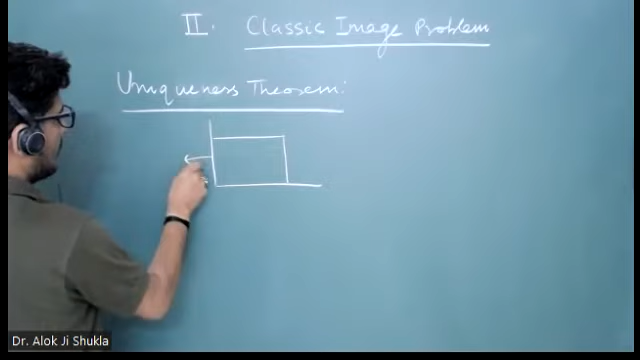 II. Classic Image Problem
Uniqueness Theorem:
Dr. Alok Ji Shukla